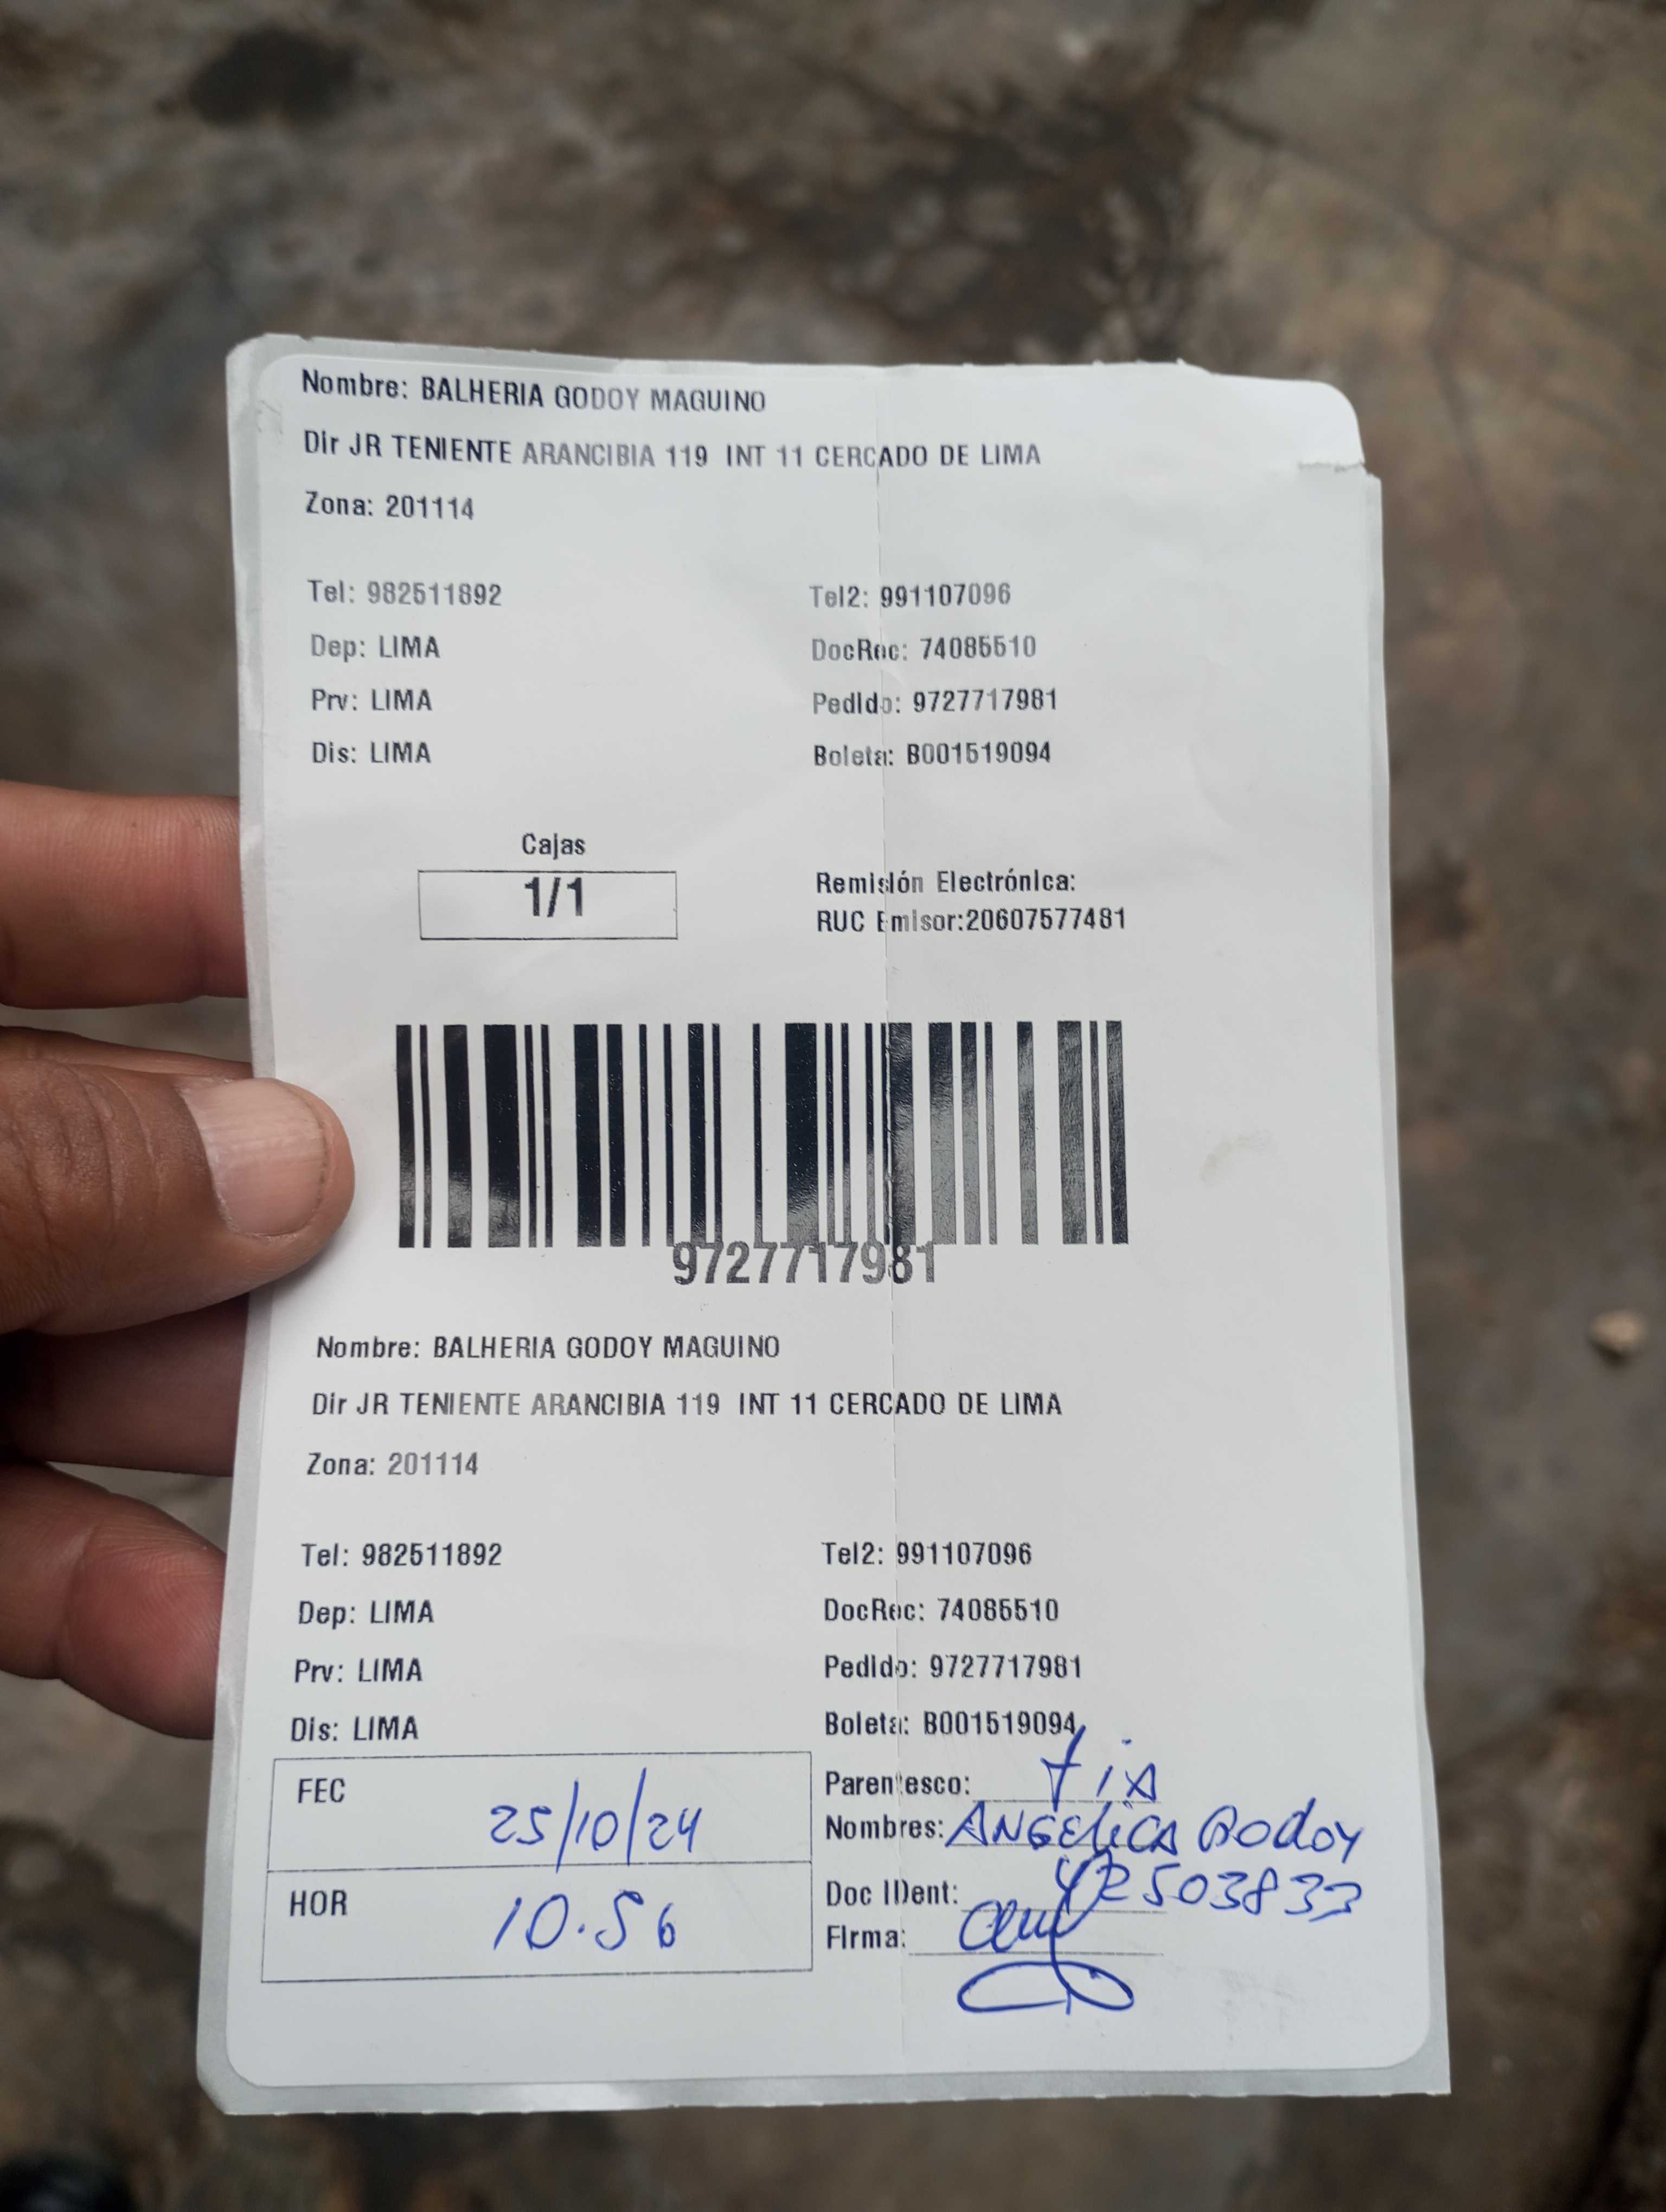 Nombre: BALHERIA GODOY MAGUINO
Dir JR TENIENTE ARANCIBIA 119 INT 11 CERCADO DE LIMA
Zona: 201114
Tel: 982511892 Tel2: 991107096
Dep: LIMA DocRec: 74085510
Prv: LIMA Pedido: 9727717981
Dis: LIMA Boleta: B001519094
Cajas
1/1
Remisión Electrónica:
RUC Emisor:20607577481
9727717981
Nombre: BALHERIA GODOY MAGUINO
Dir JR TENIENTE ARANCIBIA 119 INT 11 CERCADO DE LIMA
Zona: 201114
Tel: 982511892 Tel2: 991107096
Dep: LIMA DocRec: 74085510
Prv: LIMA Pedido: 9727717981
Dis: LIMA Boleta: B001519094
FEC 25/10/24
HOR 10.56
Parentesco: tiA
Nombres: ANGElicA Godoy
Doc IDent: 42503833
Firma: